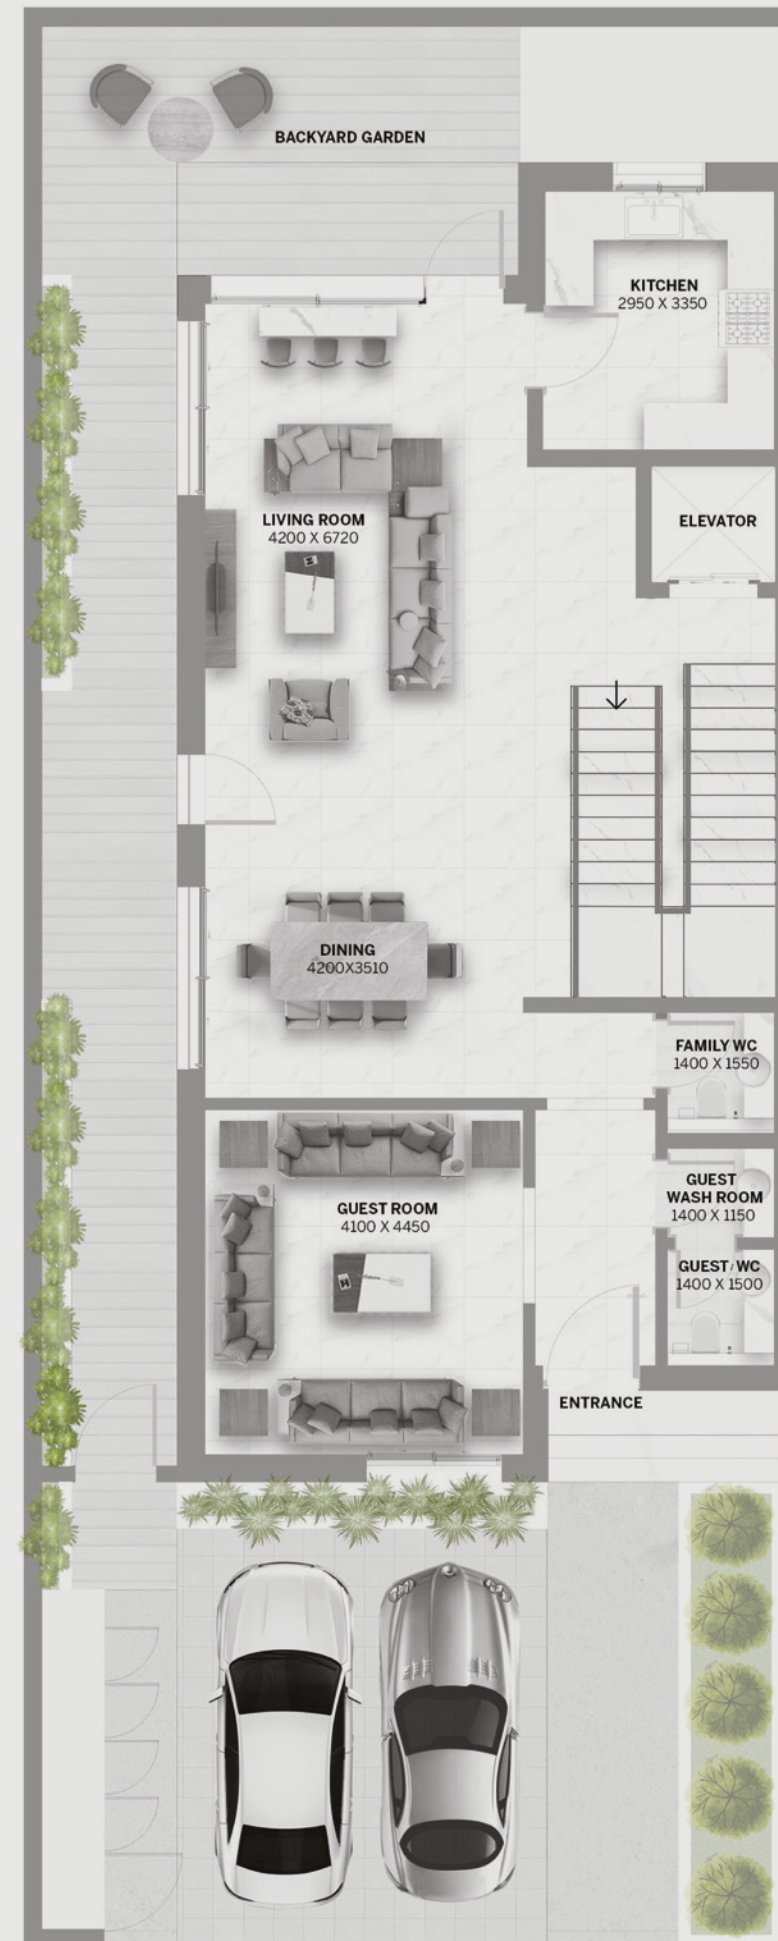 BACKYARD GARDEN
KITCHEN
2950 X 3350
ELEVATOR
LIVING ROOM
4200 X 6720
DINING
4200X3510
FAMILY WC
1400 X 1550
GUEST
WASH ROOM
1400 X 1150
GUEST ROOM
4100 X 4450
GUEST WC
1400 X 1500
ENTRANCE